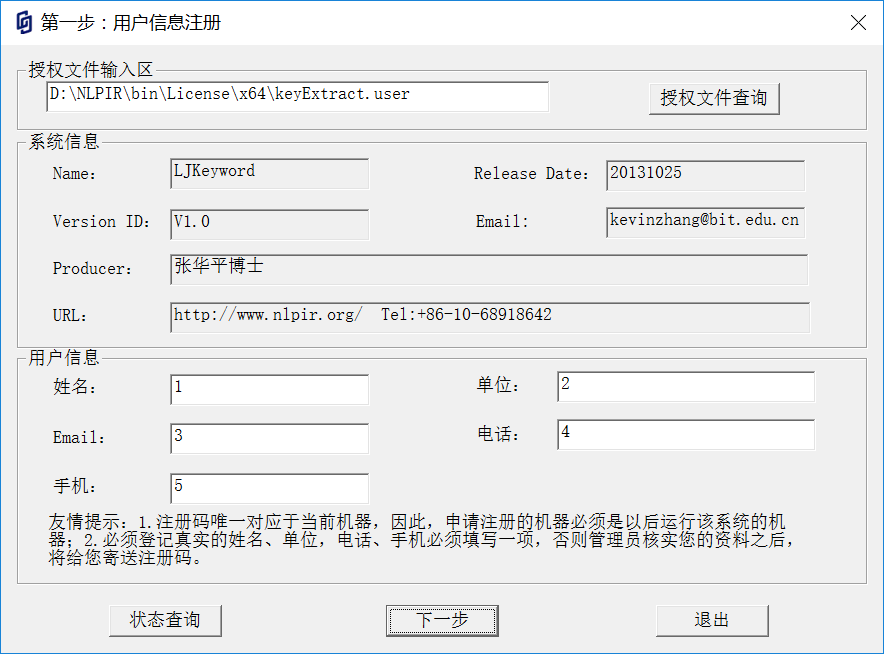 第一步：用户信息注册
授权文件输入区
D:\NLPIR\bin\License\x64\keyExtract.user
授权文件查询
系统信息
Name: LJKeyword Release Date: 20131025
Version ID: V1.0 Email: kevinzhang@bit.edu.cn
Producer: 张华平博士
URL: http://www.nlpir.org/ Tel:+86-10-68918642
用户信息
姓名: 1 单位: 2
Email: 3 电话: 4
手机: 5
友情提示: 1.注册码唯一对应于当前机器，因此，申请注册的机器必须是以后运行该系统的机
器；2.必须登记真实的姓名、单位，电话、手机必须填写一项，否则管理员核实您的资料之后，
将给您寄送注册码。
状态查询 下一步 退出